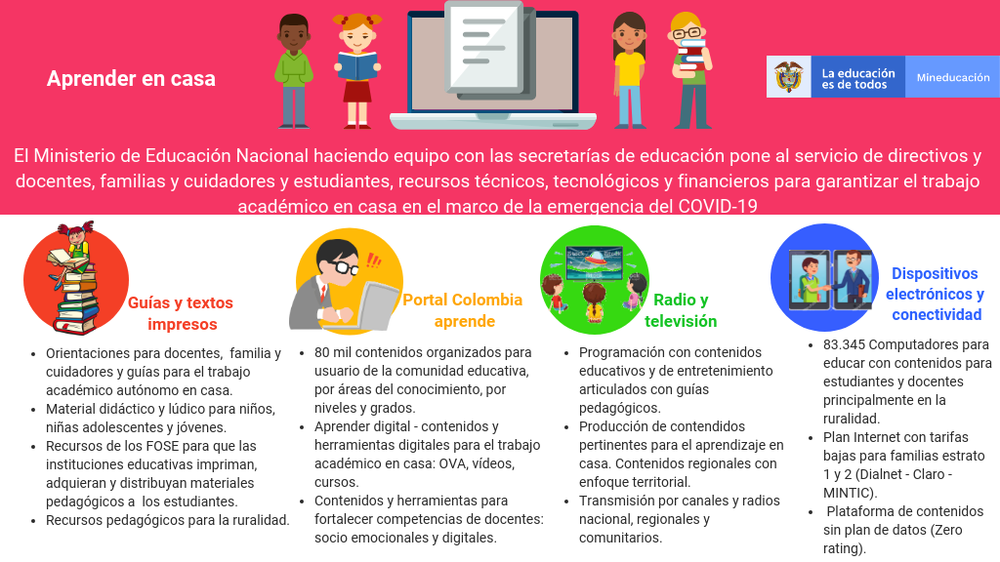 Aprender en casa
La educación
es de todos
Mineducación
El Ministerio de Educación Nacional haciendo equipo con las secretarías de educación pone al servicio de directivos y
docentes, familias y cuidadores y estudiantes, recursos técnicos, tecnológicos y financieros para garantizar el trabajo
académico en casa en el marco de la emergencia del COVID-19
Guías y textos
impresos
• Orientaciones para docentes, familia y
cuidadores y guías para el trabajo
académico autónomo en casa.
• Material didáctico y lúdico para niños,
niñas adolescentes y jóvenes.
• Recursos de los FOSE para que las
instituciones educativas impriman,
adquieran y distribuyan materiales
pedagógicos a los estudiantes.
• Recursos pedagógicos para la ruralidad.
Portal Colombia
aprende
• 80 mil contenidos organizados para
usuario de la comunidad educativa,
por áreas del conocimiento, por
niveles y grados.
• Aprender digital - contenidos y
herramientas digitales para el trabajo
académico en casa: OVA, vídeos,
cursos.
• Contenidos y herramientas para
fortalecer competencias de docentes:
socio emocionales y digitales.
Radio y
televisión
• Programación con contenidos
educativos y de entretenimiento
articulados con guías
pedagógicos.
• Producción de contendidos
pertinentes para el aprendizaje en
casa. Contenidos regionales con
enfoque territorial.
• Transmisión por canales y radios
nacional, regionales y
comunitarios.
Dispositivos
electrónicos y
conectividad
• 83.345 Computadores para
educar con contenidos para
estudiantes y docentes
principalmente en la
ruralidad.
• Plan Internet con tarifas
bajas para familias estrato
1 y 2 (Dialnet - Claro -
MINTIC).
• Plataforma de contenidos
sin plan de datos (Zero
rating).